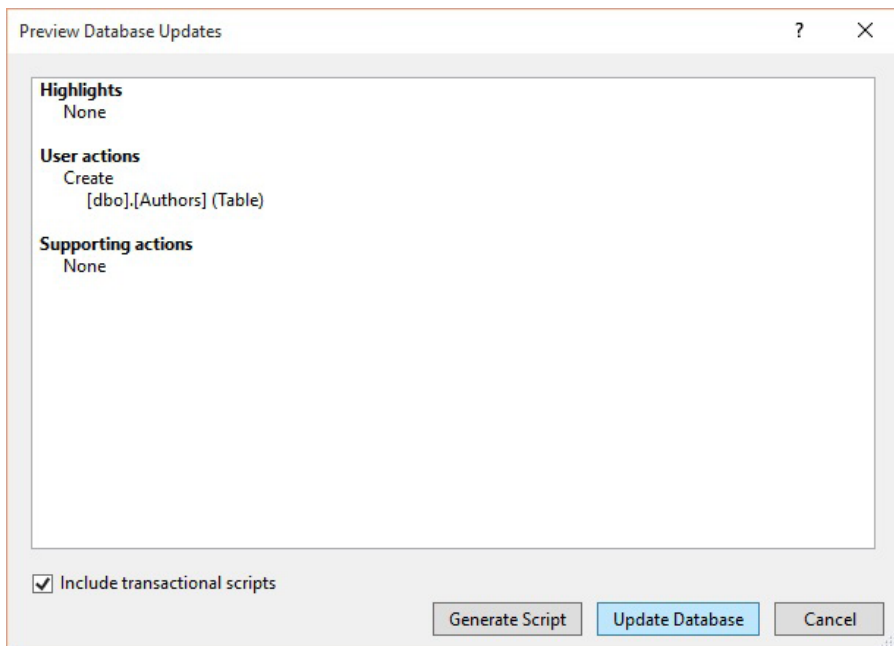 Preview Database Updates
?
Highlights
None
User actions
Create
[dbo].[Authors] (Table)
Supporting actions
None
Include transactional scripts
Generate Script
Update Database
Cancel